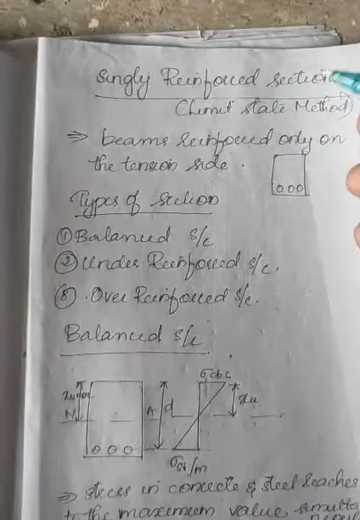 Singly Reinforced section
(Limit state Method)
⇒ beams reinforced only on
the tension side.
Types of section
① Balanced s/c
② Under Reinforced s/c.
③ Over Reinforced s/c.
Balanced s/c
σcbc
N A d xu
σst/m
⇒ stress in concrete & steel reaches
to the maximum value